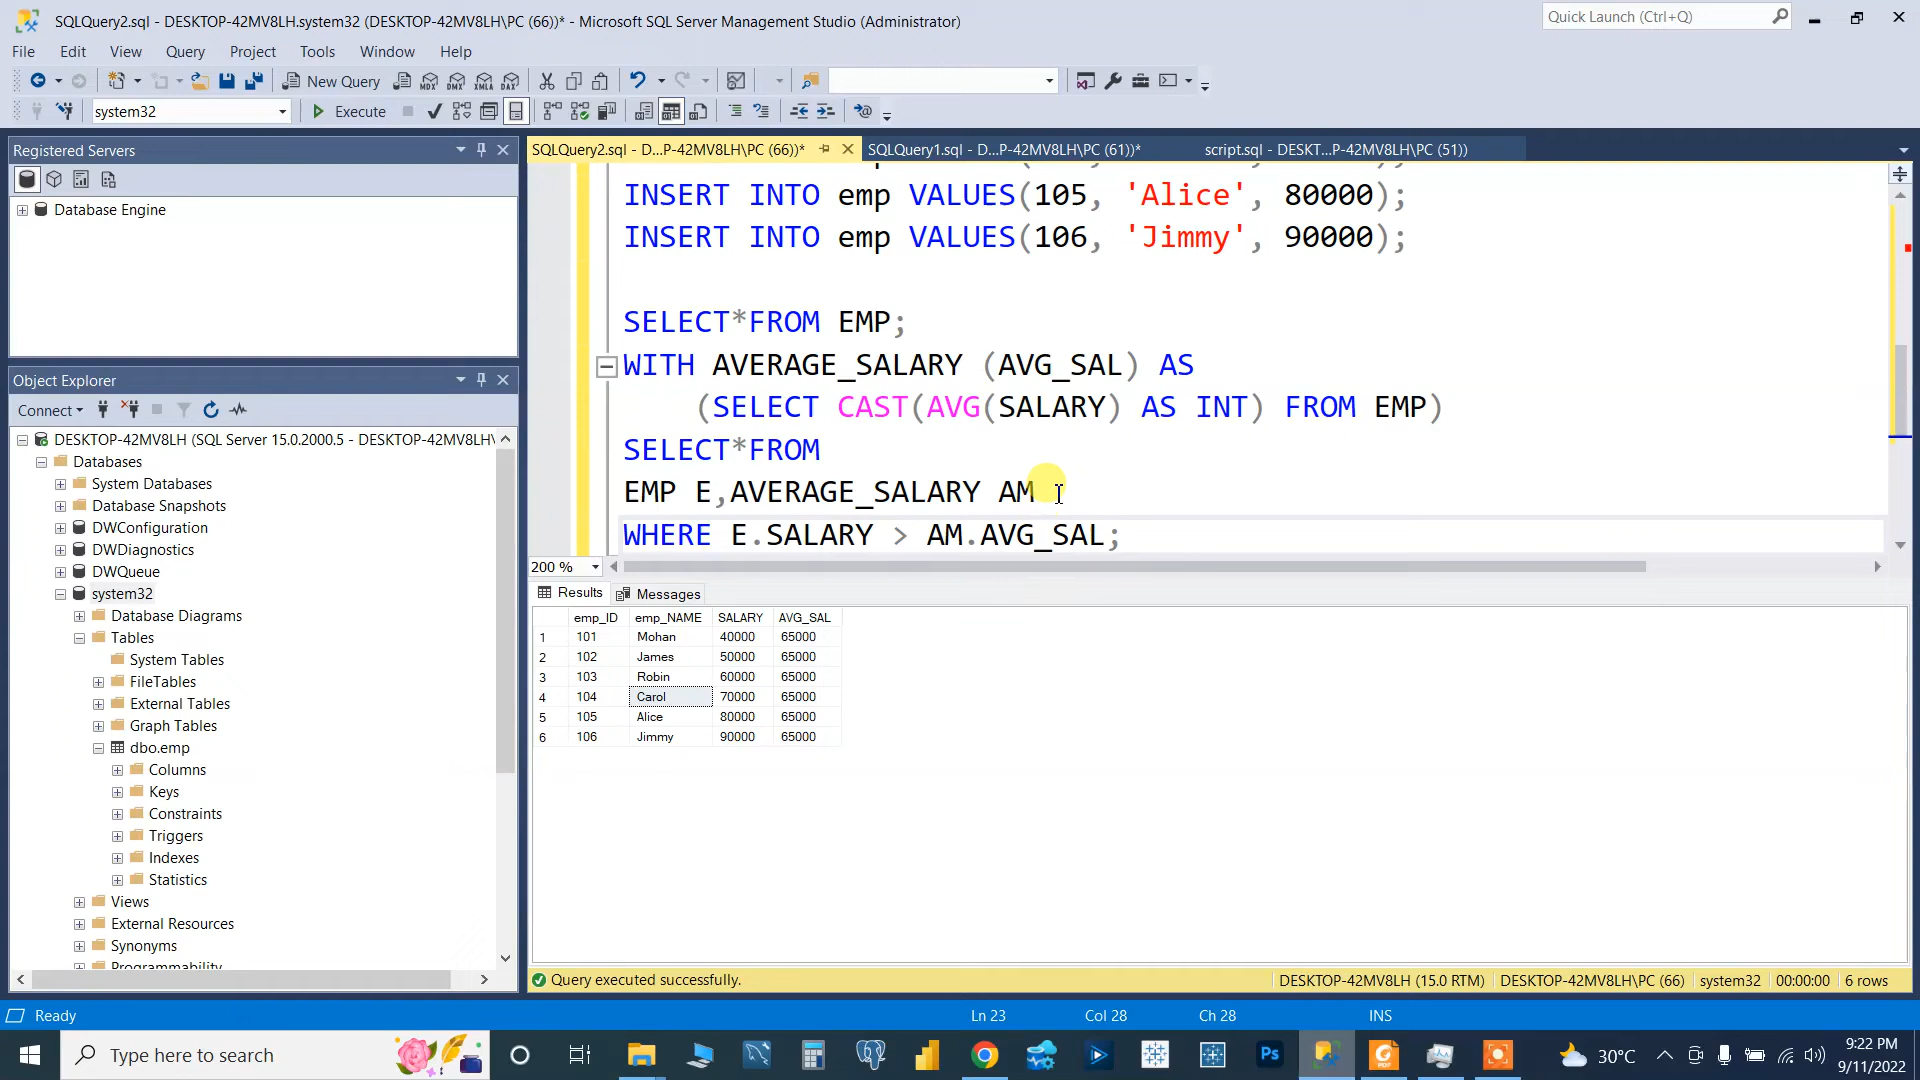 SQLQuery2.sql - DESKTOP-42MV8LH.system32 (DESKTOP-42MV8LH\PC (66))* - Microsoft SQL Server Management Studio (Administrator)
Quick Launch (Ctrl+Q)
File Edit View Query Project Tools Window Help
New Query
MDX DMX XMLA DAX
system32
Execute
Registered Servers
Database Engine
Object Explorer
Connect
DESKTOP-42MV8LH (SQL Server 15.0.2000.5 - DESKTOP-42MV8LH\
Databases
System Databases
Database Snapshots
DWConfiguration
DWDiagnostics
DWQueue
system32
Database Diagrams
Tables
System Tables
FileTables
External Tables
Graph Tables
dbo.emp
Columns
Keys
Constraints
Triggers
Indexes
Statistics
Views
External Resources
Synonyms
Programmability
SQLQuery2.sql - D...P-42MV8LH\PC (66))*
SQLQuery1.sql - D...P-42MV8LH\PC (61))*
script.sql - DESKT...P-42MV8LH\PC (51))
INSERT INTO emp VALUES(105, 'Alice', 80000);
INSERT INTO emp VALUES(106, 'Jimmy', 90000);
SELECT*FROM EMP;
WITH AVERAGE_SALARY (AVG_SAL) AS
(SELECT CAST(AVG(SALARY) AS INT) FROM EMP)
SELECT*FROM
EMP E,AVERAGE_SALARY AM
WHERE E.SALARY > AM.AVG_SAL;
200 %
Results Messages
emp_ID emp_NAME SALARY AVG_SAL
1 101 Mohan 40000 65000
2 102 James 50000 65000
3 103 Robin 60000 65000
4 104 Carol 70000 65000
5 105 Alice 80000 65000
6 106 Jimmy 90000 65000
Query executed successfully.
DESKTOP-42MV8LH (15.0 RTM) DESKTOP-42MV8LH\PC (66) system32 00:00:00 6 rows
Ready
Ln 23 Col 28 Ch 28 INS
Type here to search
Ps
30°C
9:22 PM
9/11/2022